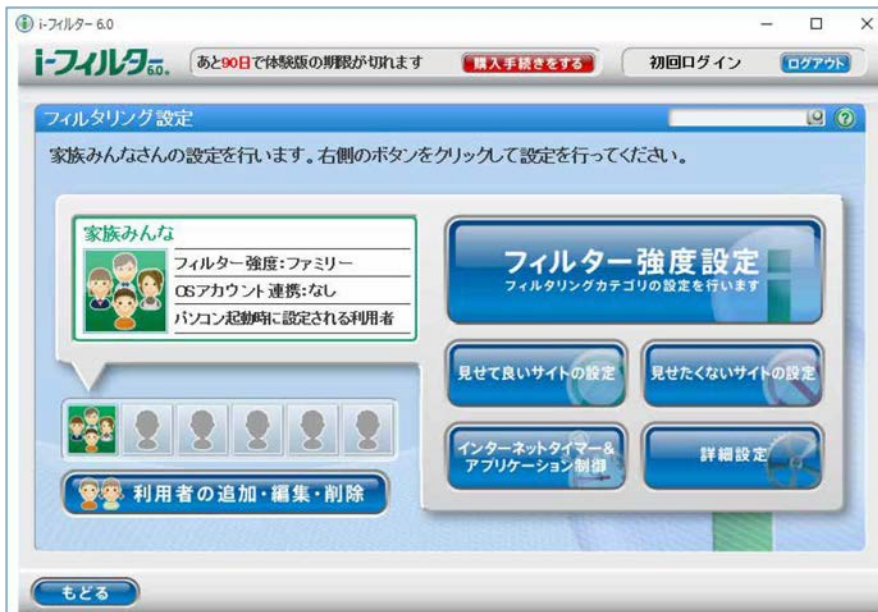 i-フィルター 6.0
i-フィルター6.0.
あと90日で体験版の期限が切れます
購入手続きをする
初回ログイン
ログアウト
フィルタリング設定
家族みんなさんの設定を行います。右側のボタンをクリックして設定を行ってください。
家族みんな
フィルター強度:ファミリー
OSアカウント連携:なし
パソコン起動時に設定される利用者
フィルター強度設定
フィルタリングカテゴリの設定を行います
見せて良いサイトの設定
見せたくないサイトの設定
インターネットタイマー&
アプリケーション制御
詳細設定
利用者の追加・編集・削除
もどる